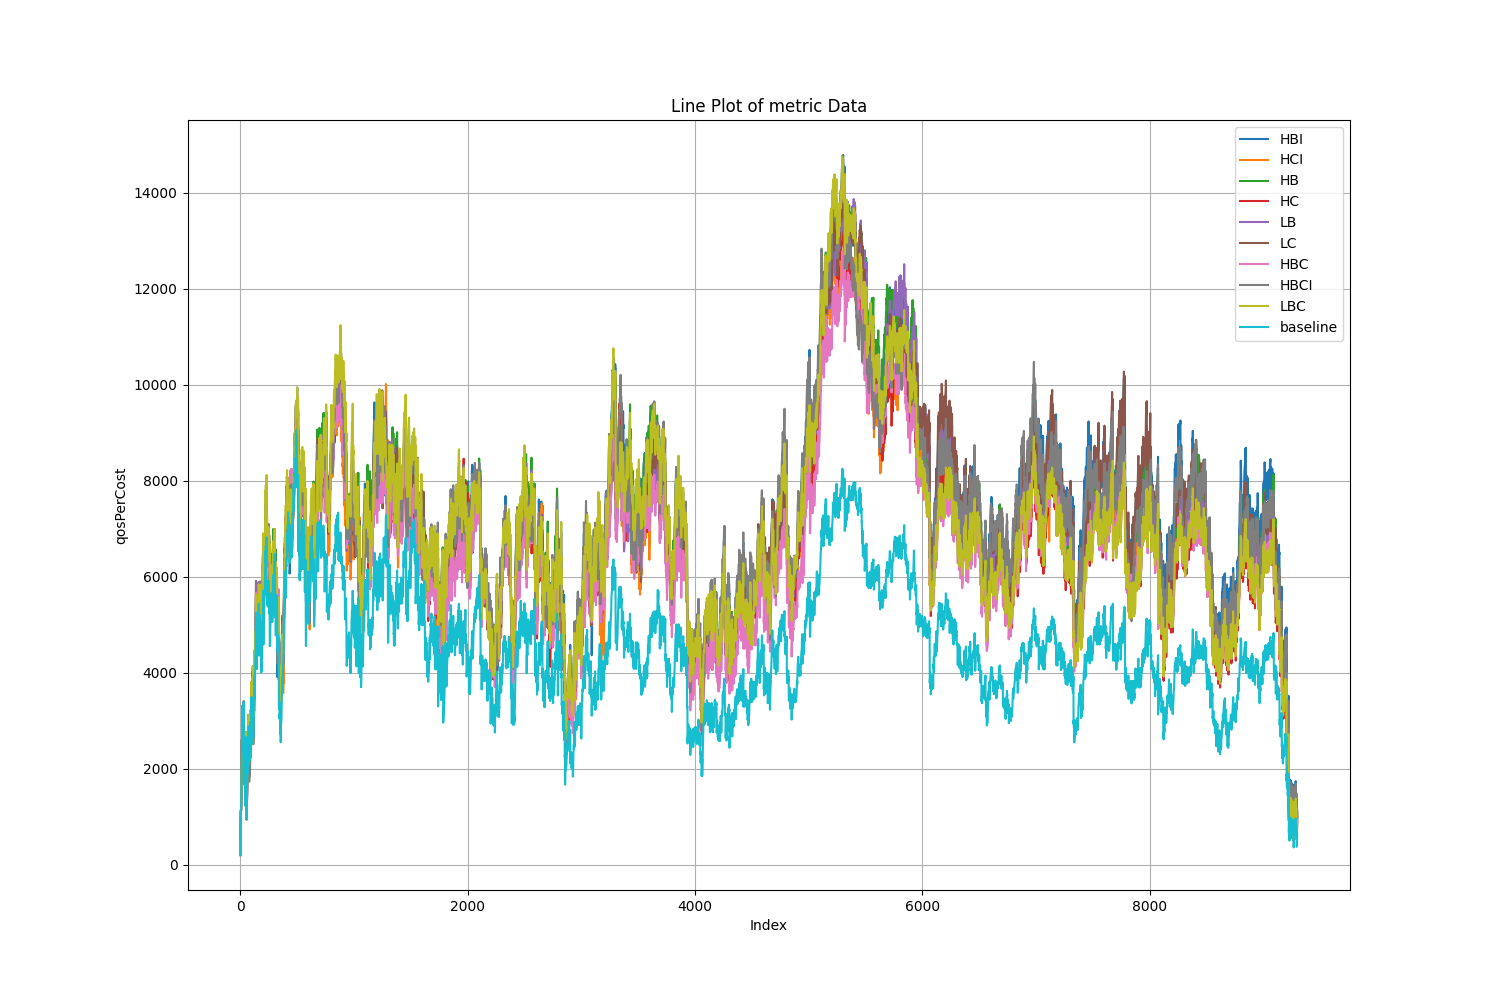 Line Plot of metric Data
HBI
HCI
HB
HC
LB
LC
HBC
HBCI
LBC
baseline
qosPerCost
14000
12000
10000
8000
6000
4000
2000
0
0 2000 4000 6000 8000
Index